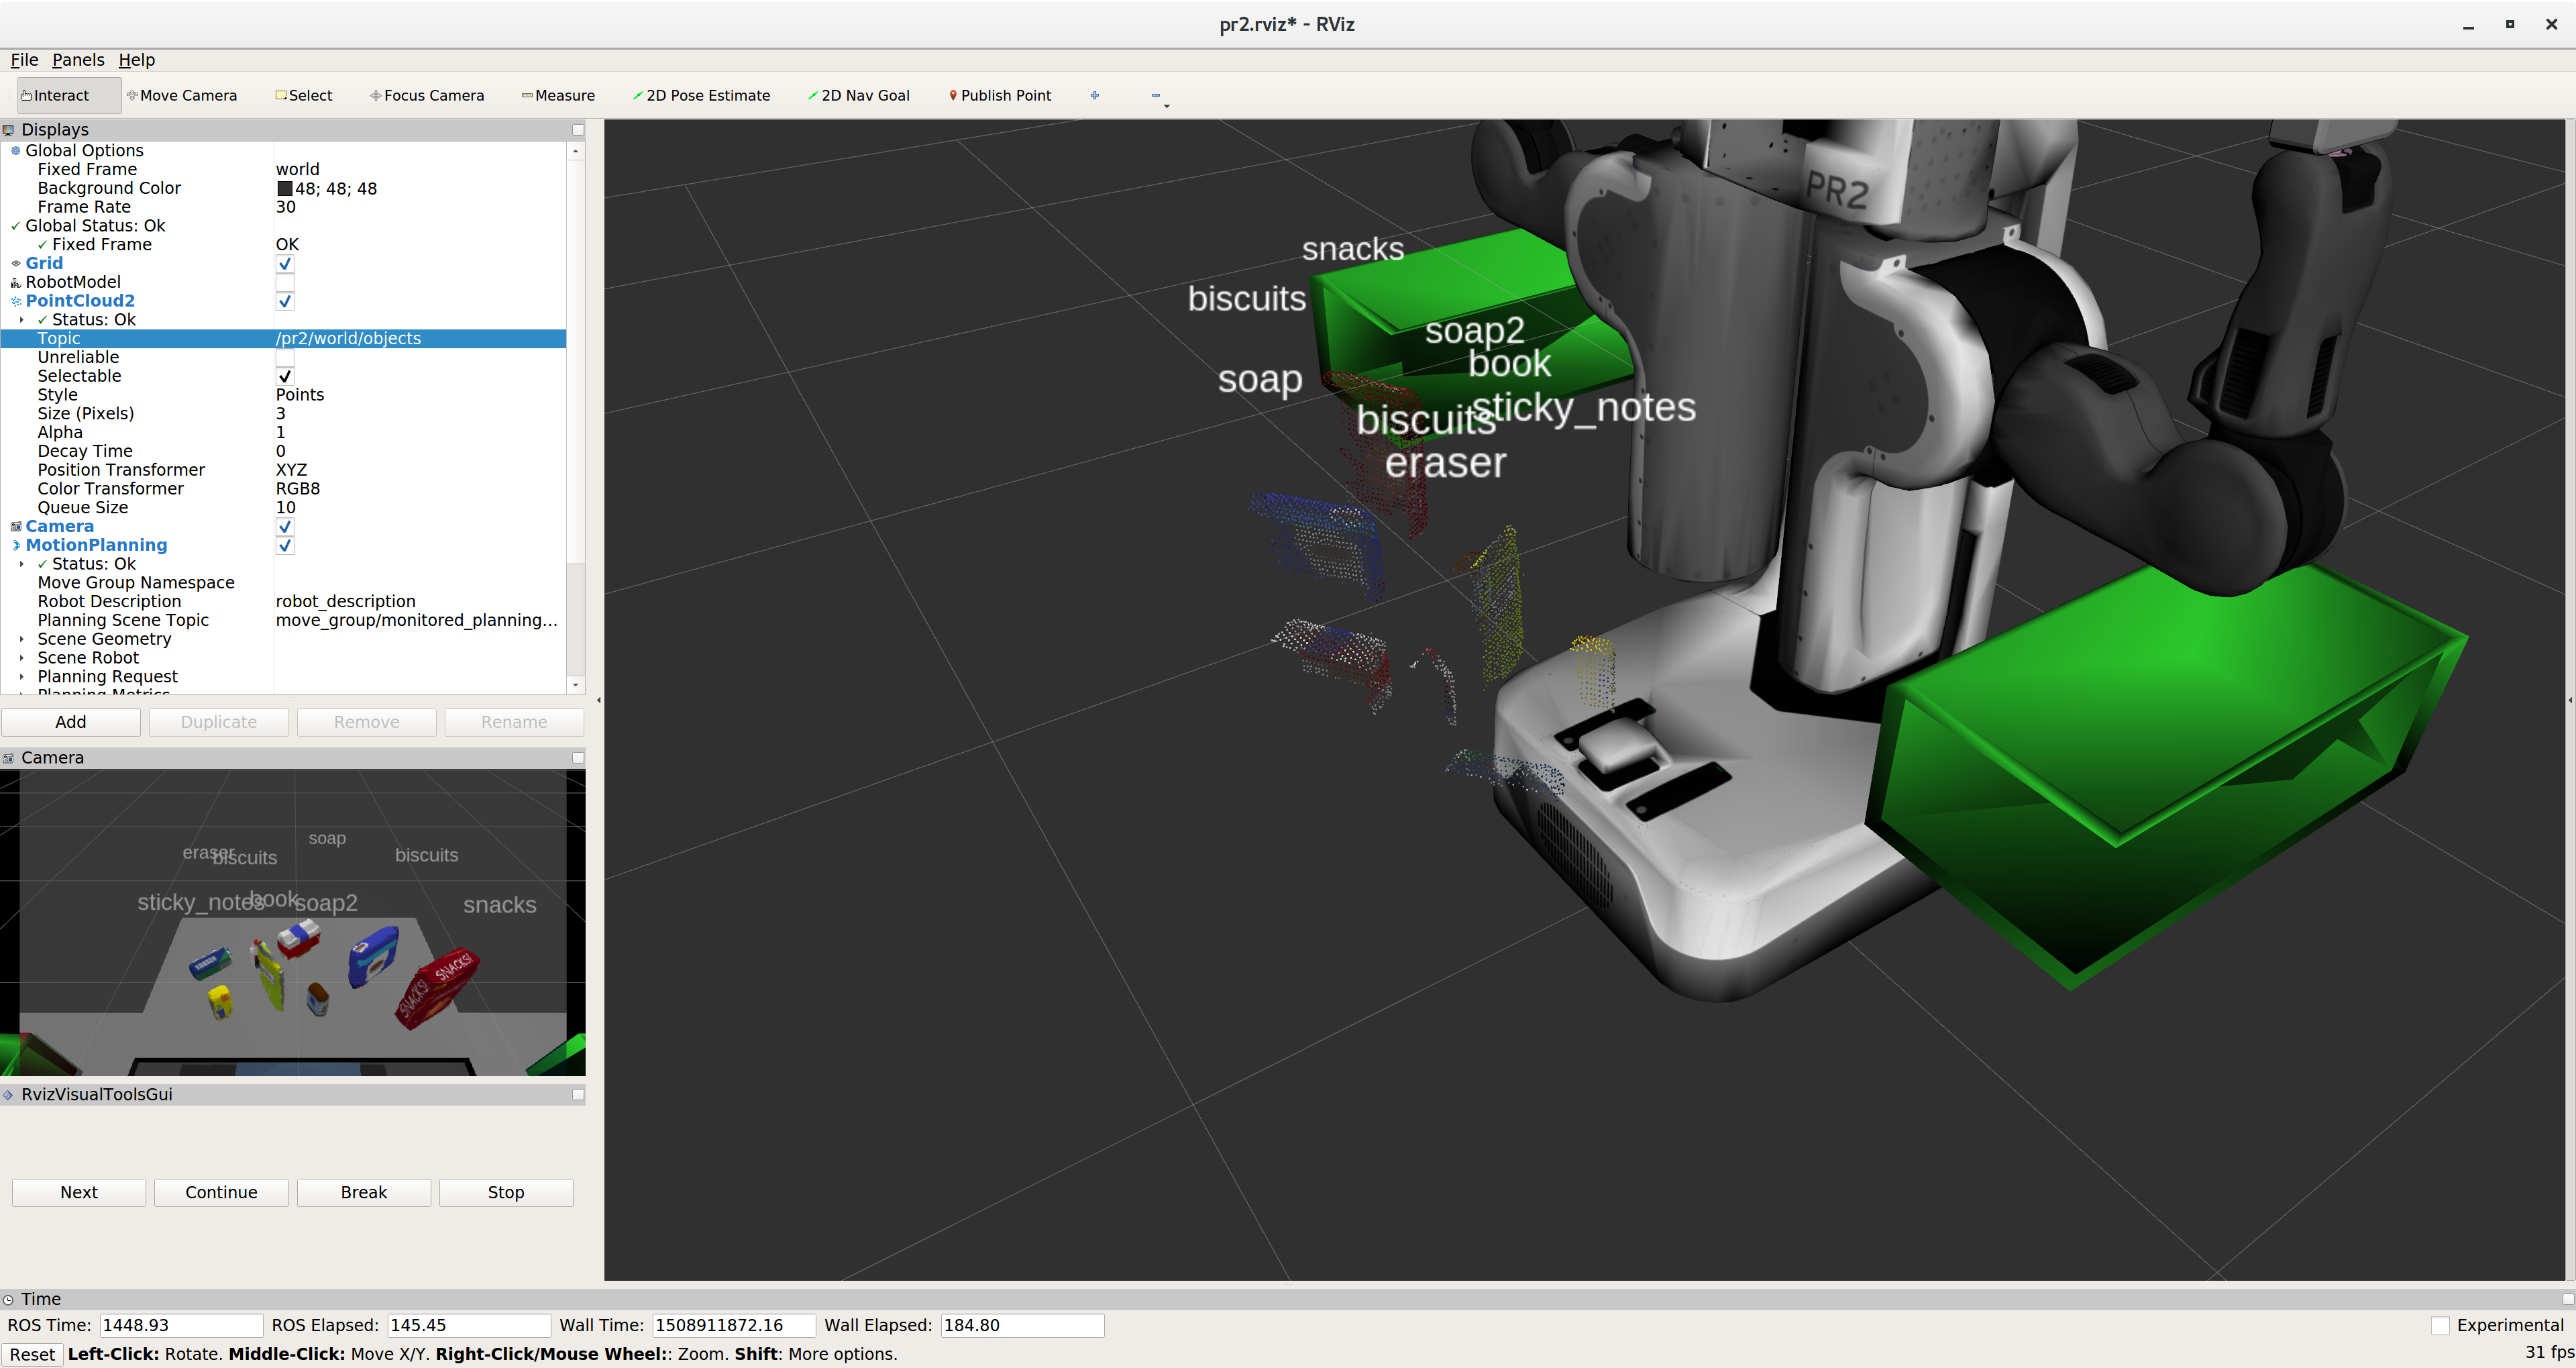 pr2.rviz* - RViz
File Panels Help
Interact Move Camera Select Focus Camera Measure 2D Pose Estimate 2D Nav Goal Publish Point
Displays
Global Options
Fixed Frame world
Background Color 48; 48; 48
Frame Rate 30
Global Status: Ok
Fixed Frame OK
Grid
RobotModel
PointCloud2
Status: Ok
Topic /pr2/world/objects
Unreliable
Selectable
Style Points
Size (Pixels) 3
Alpha 1
Decay Time 0
Position Transformer XYZ
Color Transformer RGB8
Queue Size 10
Camera
MotionPlanning
Status: Ok
Move Group Namespace
Robot Description robot_description
Planning Scene Topic move_group/monitored_planning...
Scene Geometry
Scene Robot
Planning Request
Planning Metrics
Add Duplicate Remove Rename
Camera
soap
eraser
biscuits
biscuits
sticky_notes
book
soap2
snacks
SNACKS!
SNACKS!
RvizVisualToolsGui
Next Continue Break Stop
PR2
snacks
biscuits
soap2
book
soap
sticky_notes
biscuits
eraser
Time
ROS Time: 1448.93 ROS Elapsed: 145.45 Wall Time: 1508911872.16 Wall Elapsed: 184.80 Experimental
Reset Left-Click: Rotate. Middle-Click: Move X/Y. Right-Click/Mouse Wheel:: Zoom. Shift: More options. 31 fps